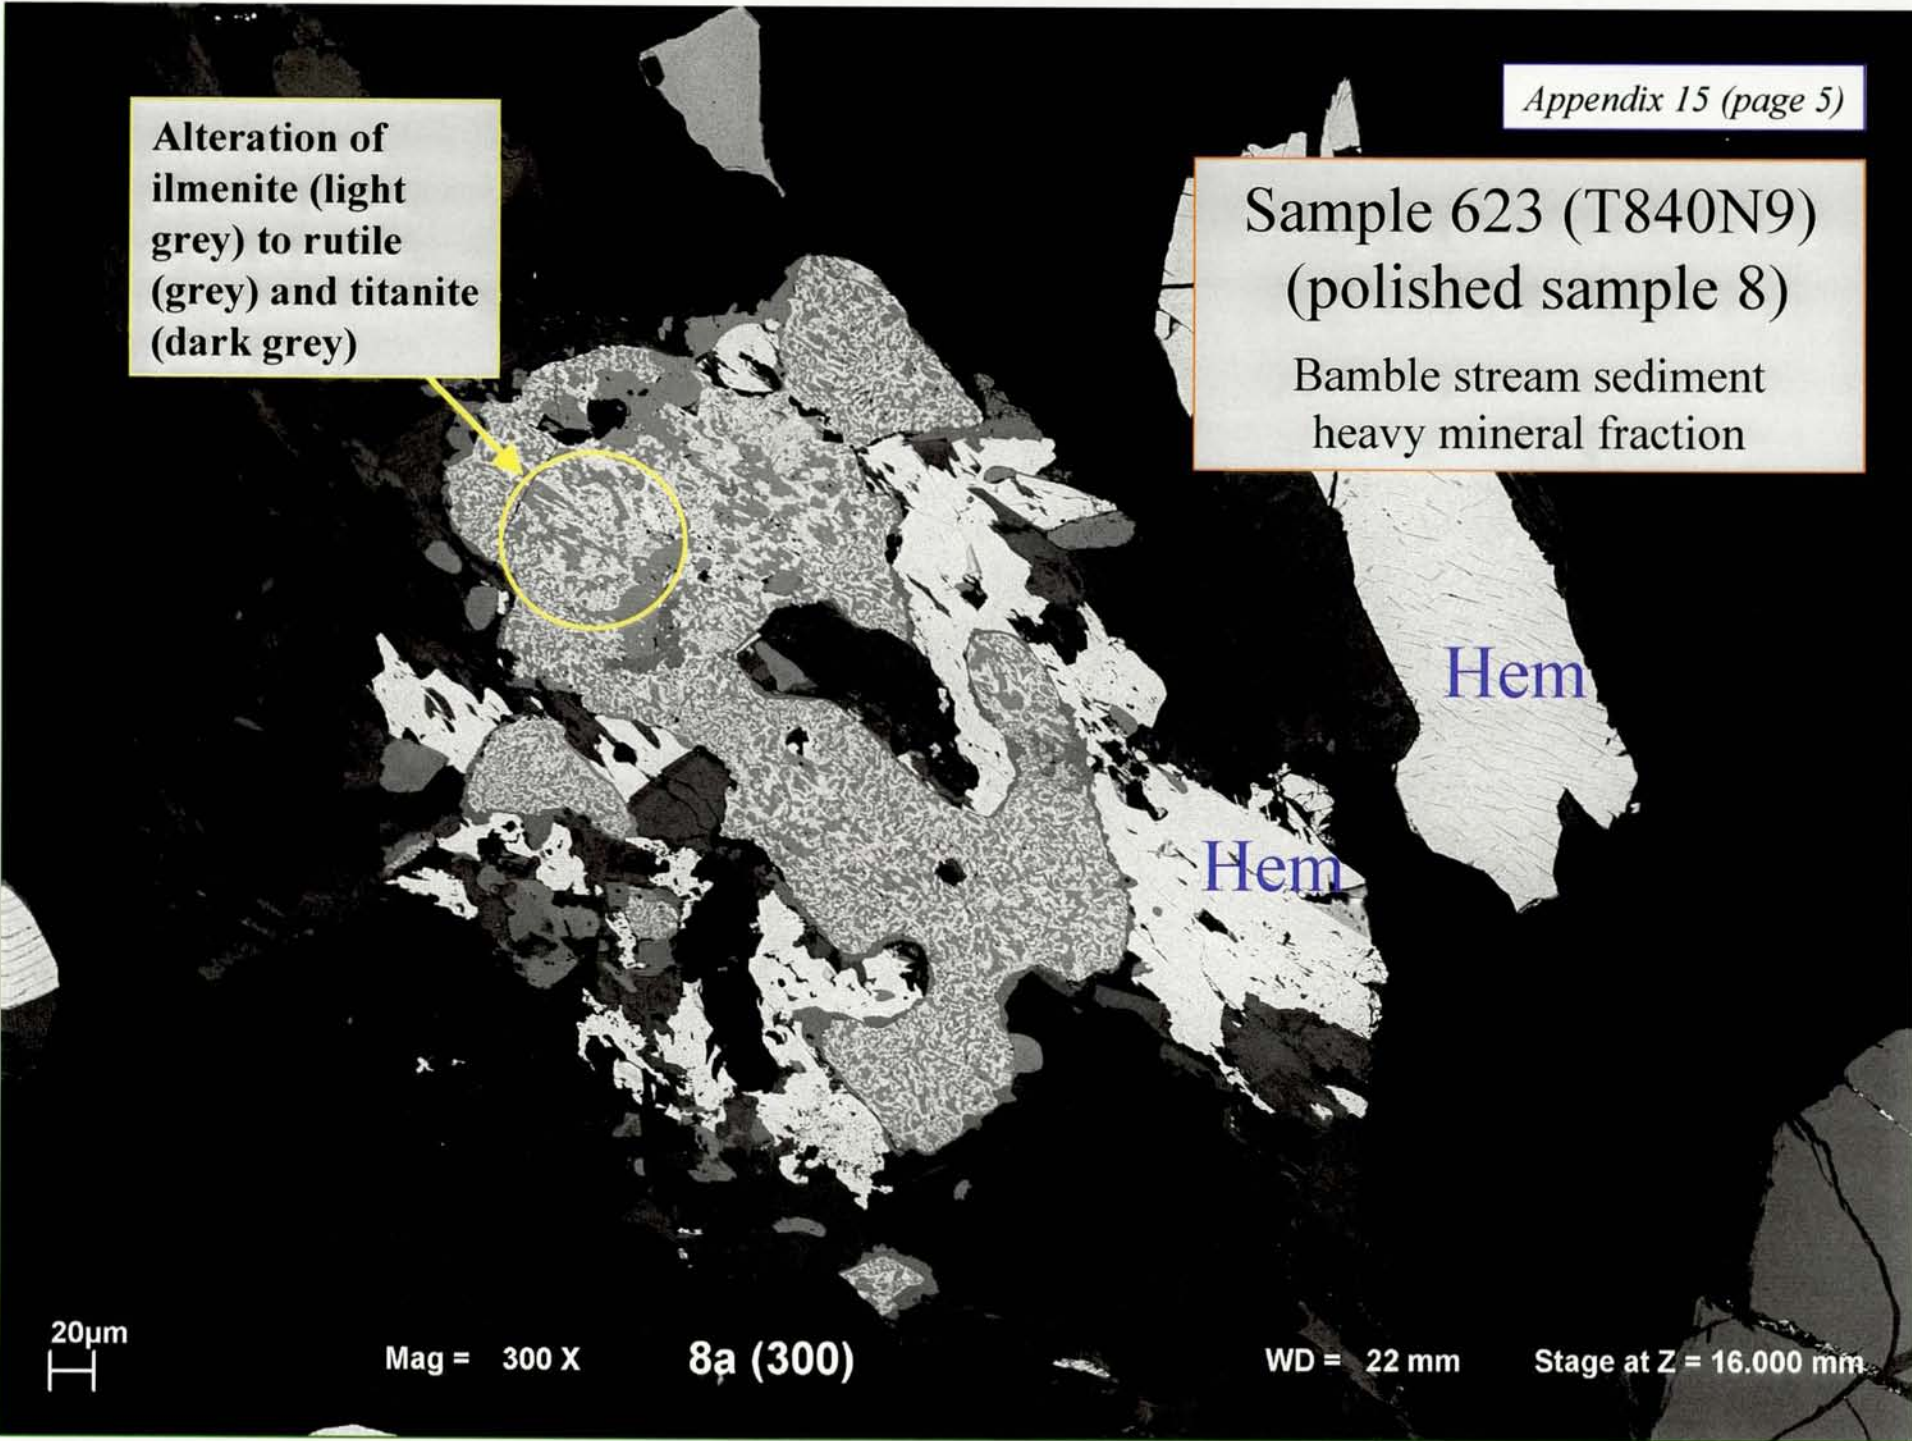 Appendix 15 (page 5)
Alteration of
ilmenite (light
grey) to rutile
(grey) and titanite
(dark grey)
Sample 623 (T840N9)
(polished sample 8)
Bamble stream sediment
heavy mineral fraction
Hem
Hem
20µm
Mag = 300 X
8a (300)
WD = 22 mm
Stage at Z = 16.000 mm